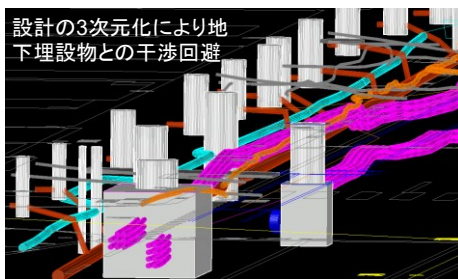 設計の3次元化により地
下埋設物との干渉回避